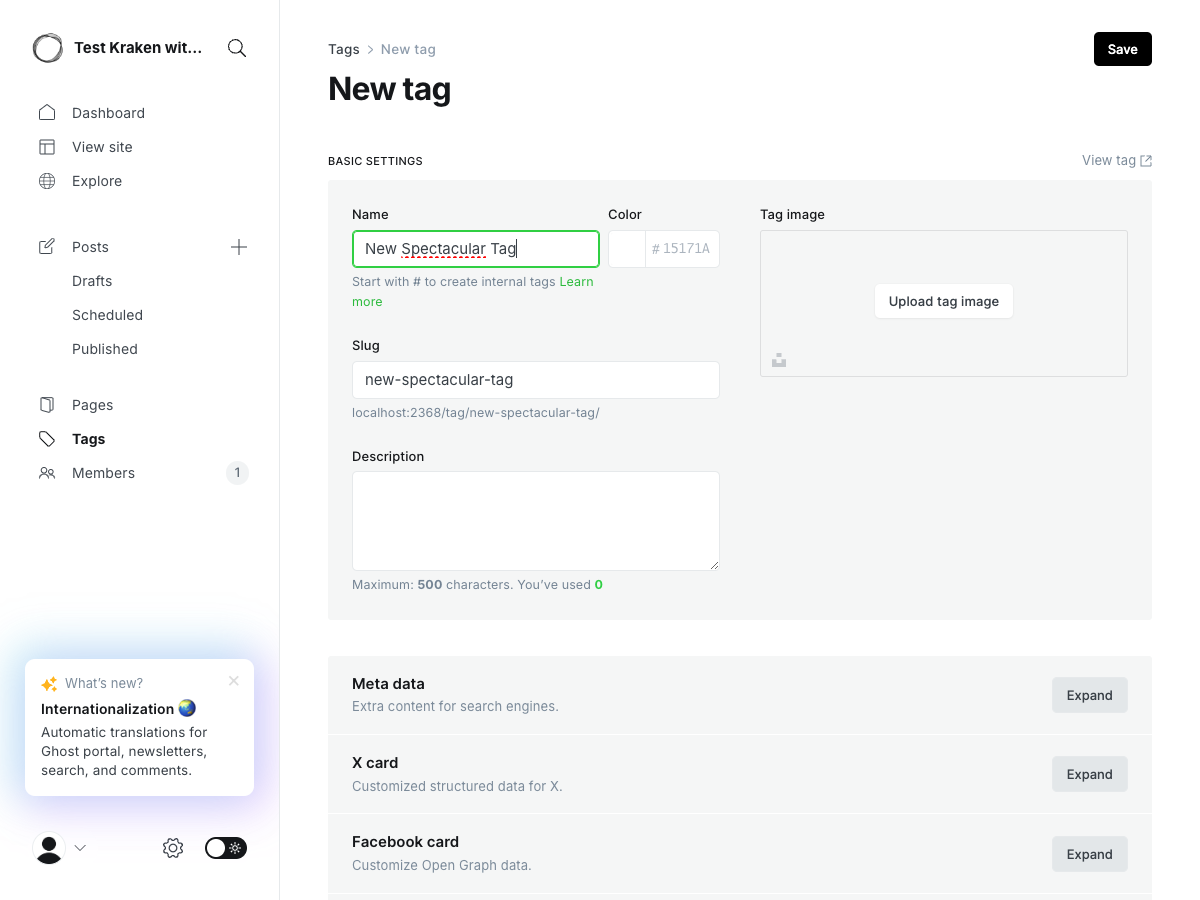 Test Kraken wit...
Dashboard
View site
Explore
Posts
Drafts
Scheduled
Published
Pages
Tags
Members
1
What's new?
Internationalization 🌏
Automatic translations for
Ghost portal, newsletters,
search, and comments.
Tags > New tag
Save
New tag
BASIC SETTINGS
View tag
Name
Color
Tag image
New Spectacular Tag
# 15171A
Start with # to create internal tags Learn
more
Upload tag image
Slug
new-spectacular-tag
localhost:2368/tag/new-spectacular-tag/
Description
Maximum: 500 characters. You’ve used 0
Meta data
Extra content for search engines.
Expand
X card
Customized structured data for X.
Expand
Facebook card
Customize Open Graph data.
Expand